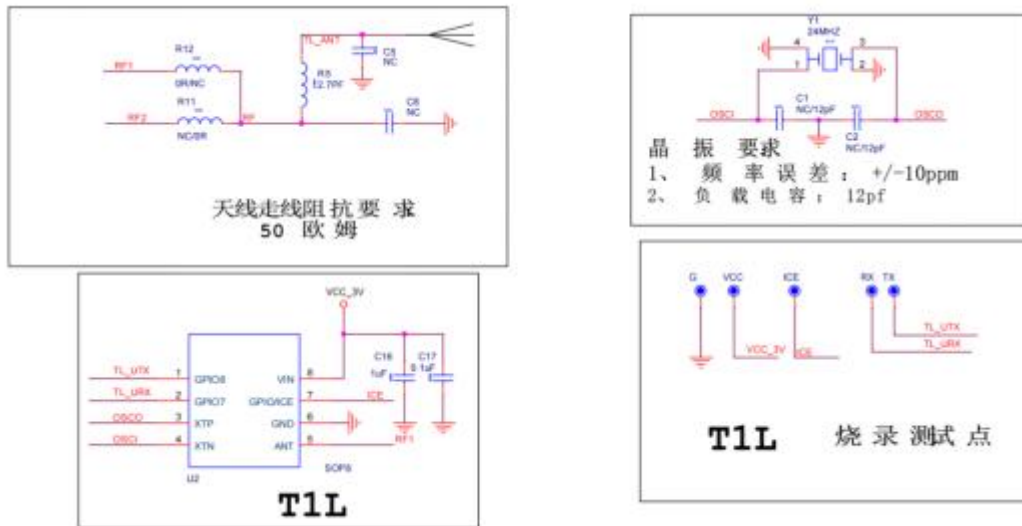 TL_ANT
C5
NC
R12
0R/NC
RF1
R5
2.7PF
C6
NC
R11
NC/0R
RF2
RF
天线走线阻抗要求
50 欧姆
Y1
24MHZ
4
3
1
2
C1
NC/12pF
OSCI
OSCO
C2
NC/12pF
晶 振 要求
1、 频 率 误 差 : +/-10ppm
2、 负 载 电 容 : 12pf
VCC_3V
C16
1uF
C17
0.1uF
TL_UTX
1
GPIO8
VIN
8
TL_URX
2
GPIO7
GPIO/ICE
7
ICE
OSCO
3
XTP
GND
6
OSCI
4
XTN
ANT
5
RF1
U2
SOP8
T1L
G
VCC
ICE
RX
TX
TL_UTX
TL_URX
VCC_3V
ICE
T1L 烧 录 测试 点